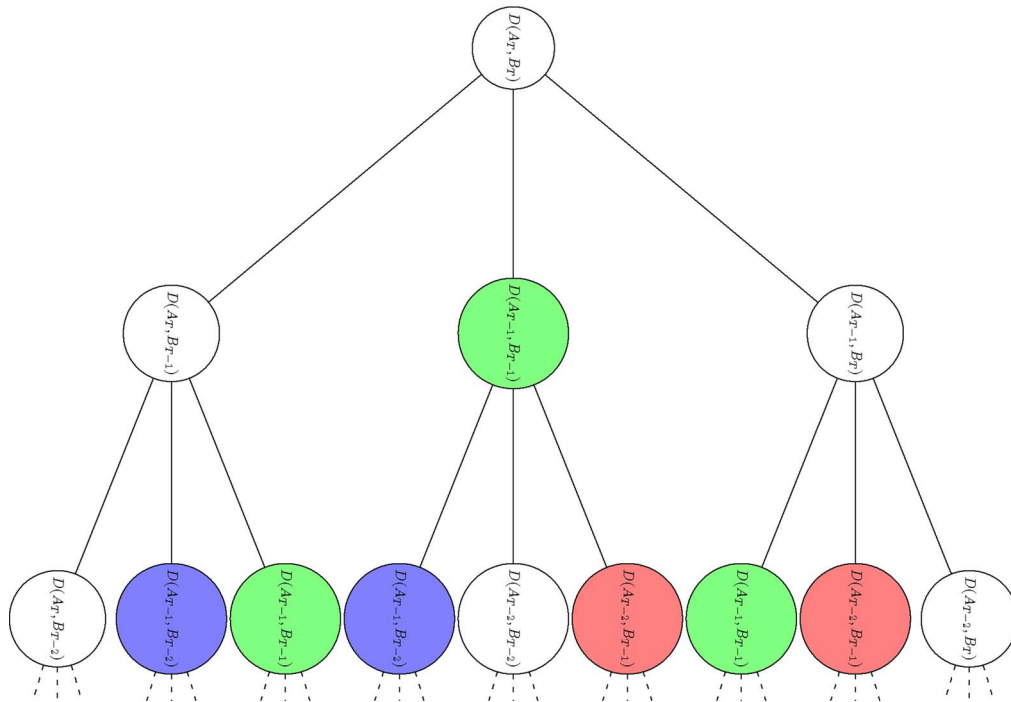 D(A_T, B_T)
D(A_T, B_{T−1})
D(A_{T−1}, B_{T−1})
D(A_{T−1}, B_T)
D(A_T, B_{T−2})
D(A_{T−1}, B_{T−2})
D(A_{T−1}, B_{T−1})
D(A_{T−1}, B_{T−2})
D(A_{T−2}, B_{T−2})
D(A_{T−2}, B_{T−1})
D(A_{T−1}, B_{T−1})
D(A_{T−2}, B_{T−1})
D(A_{T−2}, B_T)